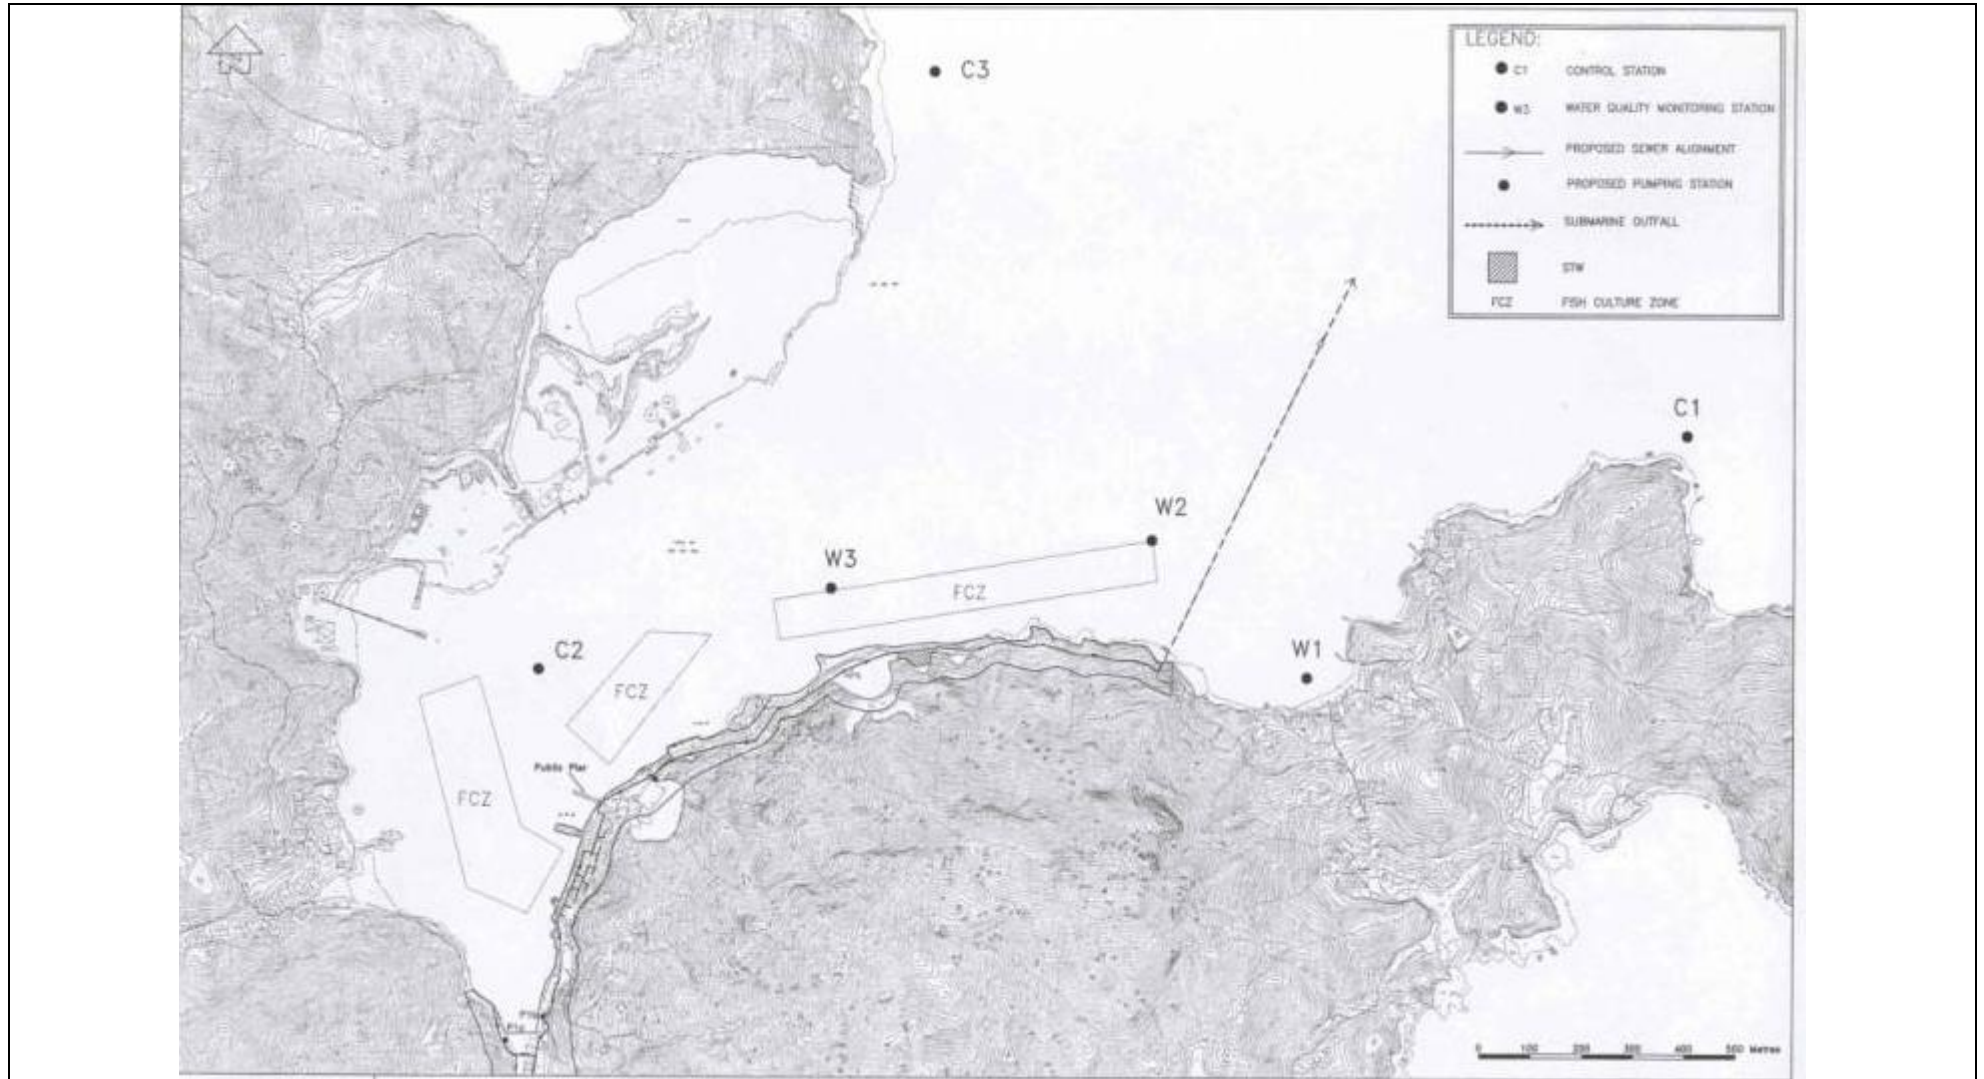 N
C3
LEGEND:
C1 CONTROL STATION
W3 WATER QUALITY MONITORING STATION
PROPOSED SEWER ALIGNMENT
PROPOSED PUMPING STATION
SUBMARINE OUTFALL
STW
FCZ FISH CULTURE ZONE
C1
W2
W3
FCZ
C2
W1
FCZ
Public Pier
FCZ
0 100 200 300 400 500 Metres